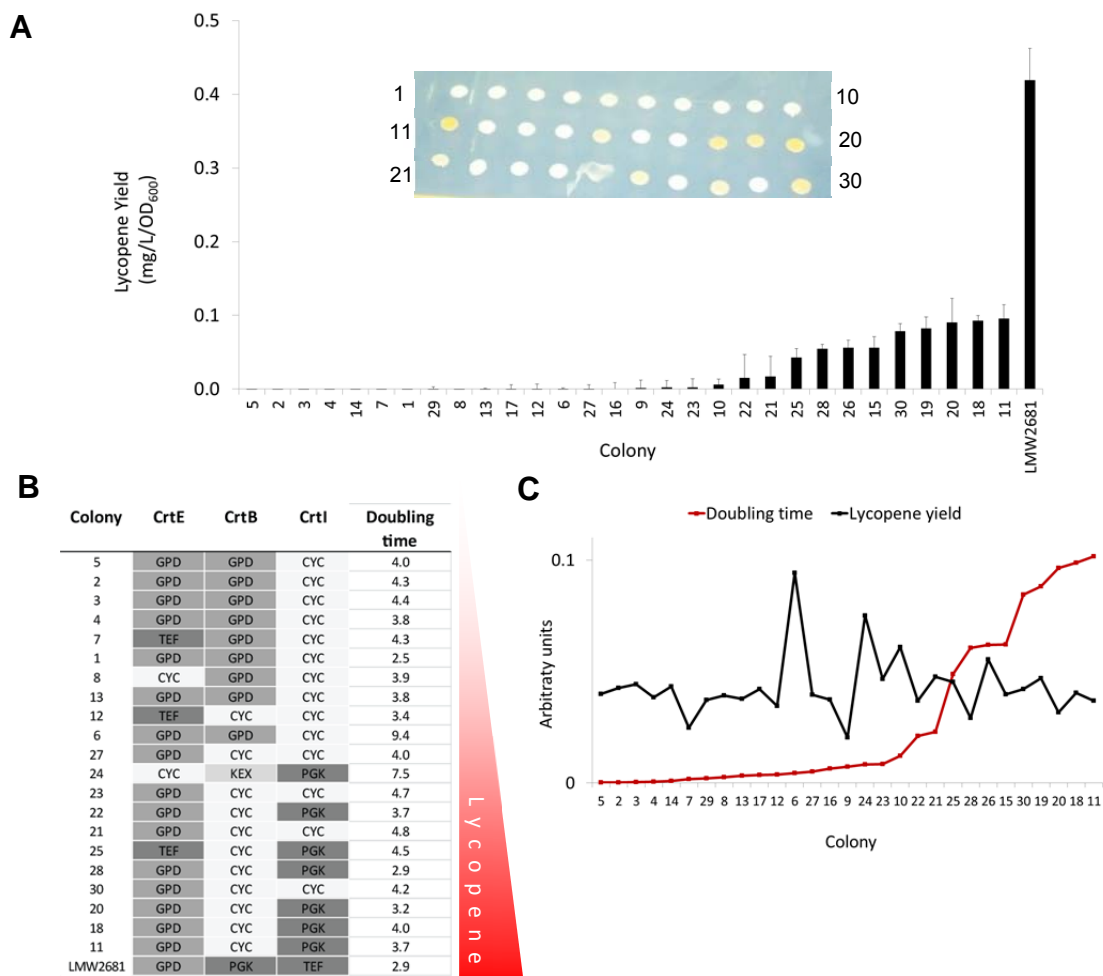 A
0.5
0.4
0.3
0.2
0.1
0.0
Lycopene Yield
(mg/L/OD600)
1 10
11 20
21 30
5 2 3 4 14 7 1 29 8 13 17 12 6 27 16 9 24 23 10 22 21 25 28 26 15 30 19 20 18 11 LMW2681
Colony
B
Colony CrtE CrtB CrtI Doubling
time
5 GPD GPD CYC 4.0
2 GPD GPD CYC 4.3
3 GPD GPD CYC 4.4
4 GPD GPD CYC 3.8
7 TEF GPD CYC 4.3
1 GPD GPD CYC 2.5
8 CYC GPD CYC 3.9
13 GPD GPD CYC 3.8
12 TEF CYC CYC 3.4
6 GPD GPD CYC 9.4
27 GPD CYC CYC 4.0
24 CYC KEX PGK 7.5
23 GPD CYC CYC 4.7
22 GPD CYC PGK 3.7
21 GPD CYC CYC 4.8
25 TEF CYC PGK 4.5
28 GPD CYC PGK 2.9
30 GPD CYC CYC 4.2
20 GPD CYC PGK 3.2
18 GPD CYC PGK 4.0
11 GPD CYC PGK 3.7
LMW2681 GPD PGK TEF 2.9
Lycopene
C
Doubling time Lycopene yield
0.1
0
Arbitraty units
5 2 3 4 14 7 29 8 13 17 12 6 27 16 9 24 23 10 22 21 25 28 26 15 30 19 20 18 11
Colony